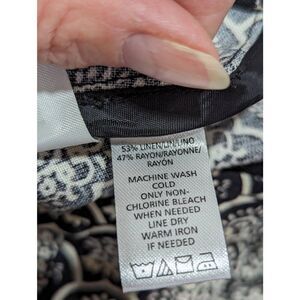 53% LINEN/LIN/LINO
47% RAYON/RAYONNE/
RAYÓN
MACHINE WASH
COLD
ONLY NON-
CHLORINE BLEACH
WHEN NEEDED
LINE DRY
WARM IRON
IF NEEDED